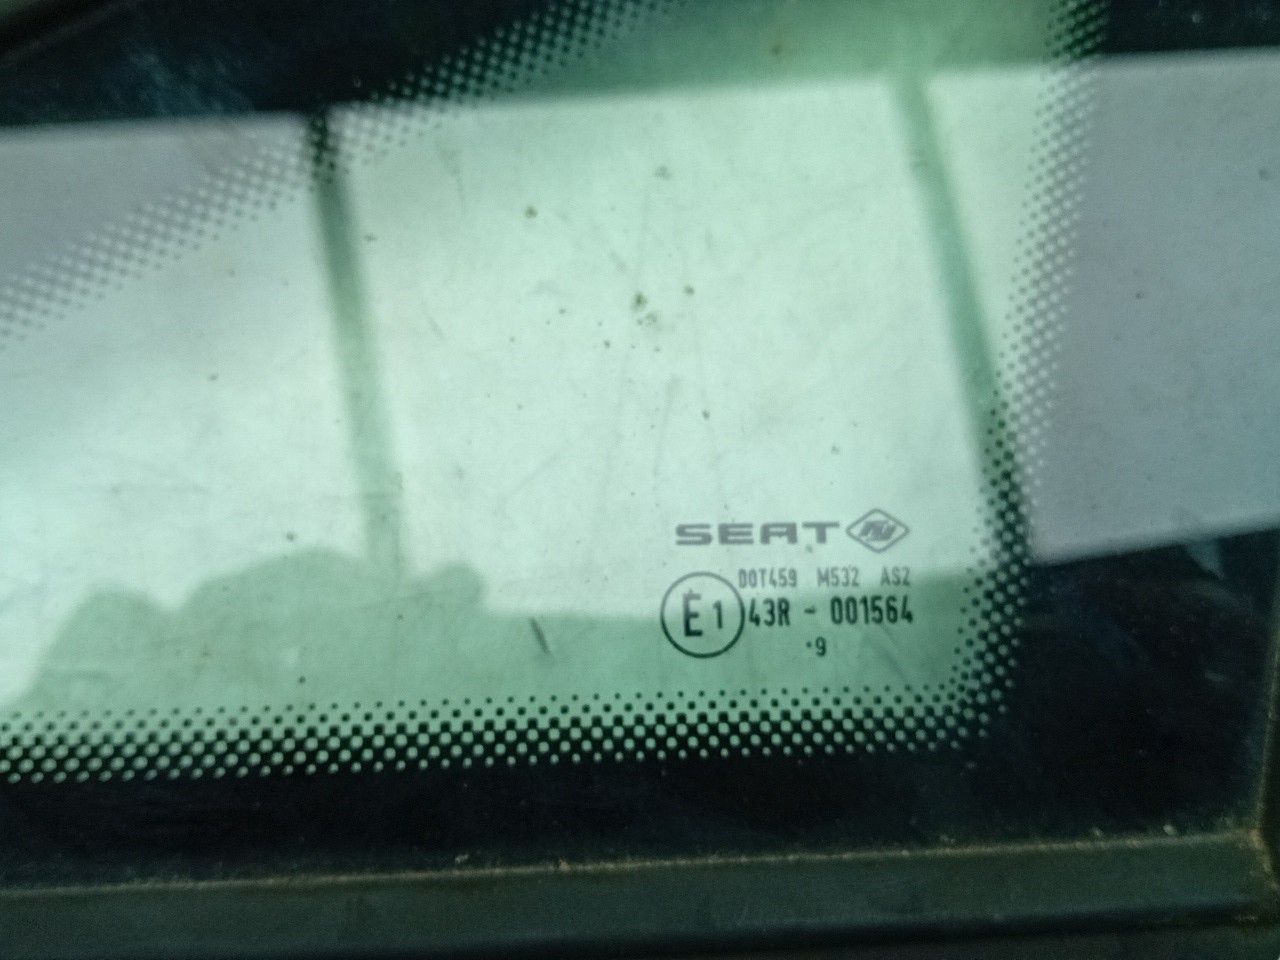 SEAT
DOT459 M532 AS2
E1 43R - 001564
·9